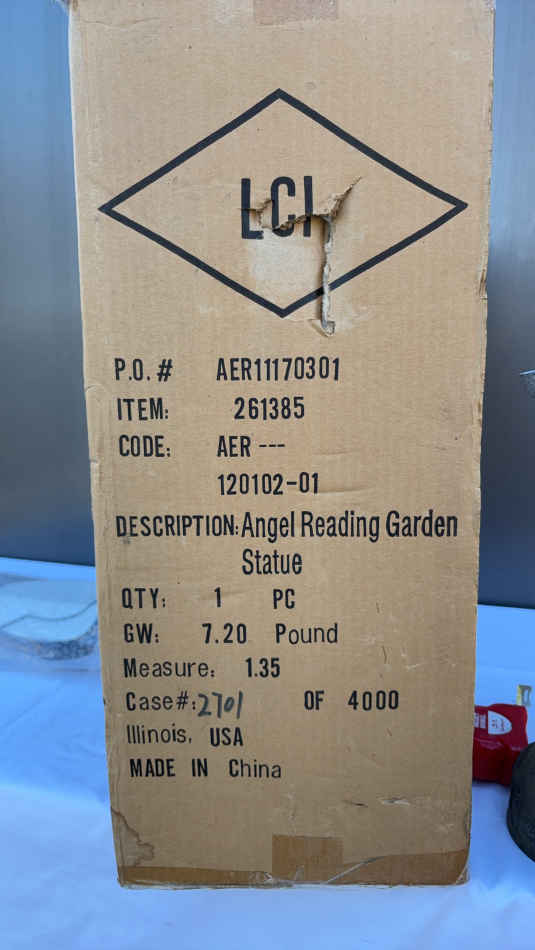 LCI
P.O. # AER11170301
ITEM: 261385
CODE: AER ---
120102-01
DESCRIPTION: Angel Reading Garden
Statue
QTY: 1 PC
GW: 7.20 Pound
Measure: 1.35
Case#: 2701 OF 4000
Illinois, USA
MADE IN China